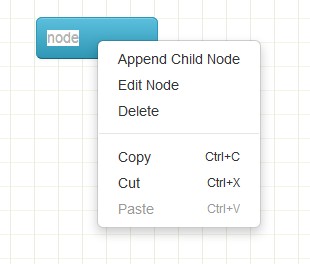 node
Append Child Node
Edit Node
Delete
Copy Ctrl+C
Cut Ctrl+X
Paste Ctrl+V